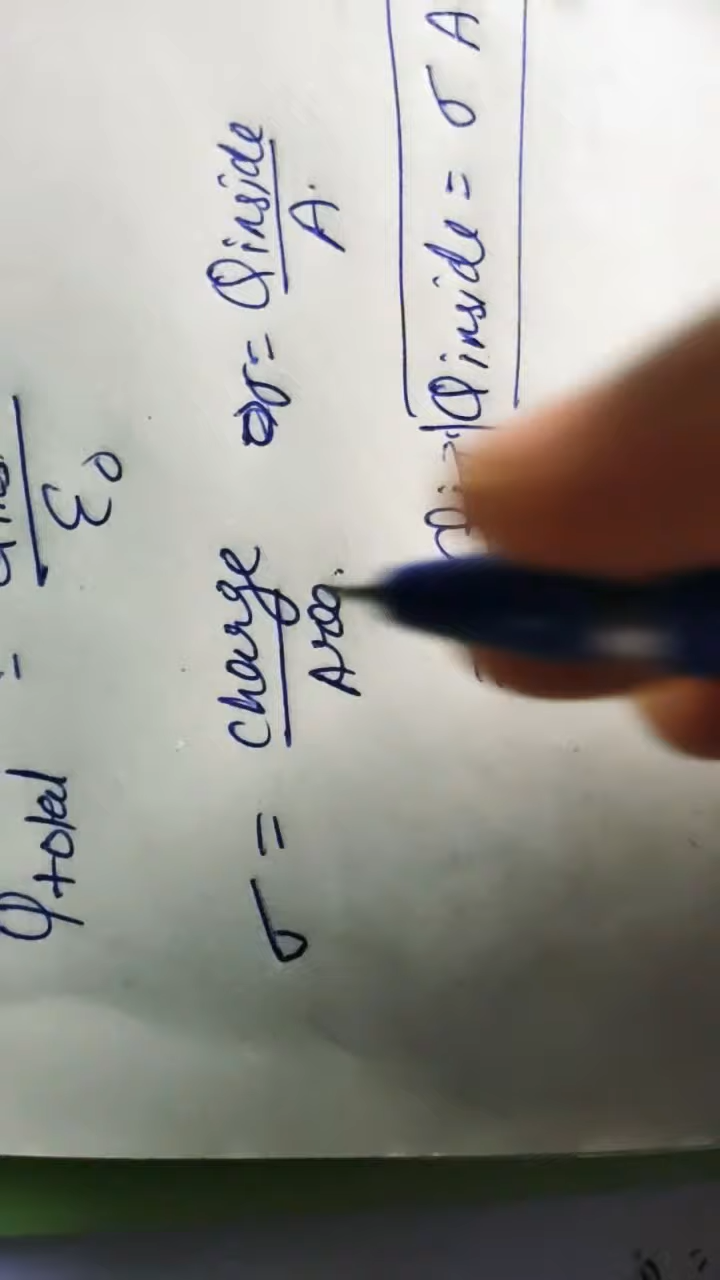 φtotal = ε₀
σ = Charge / Area. σ = Qinside / A.
Qinside = σ A